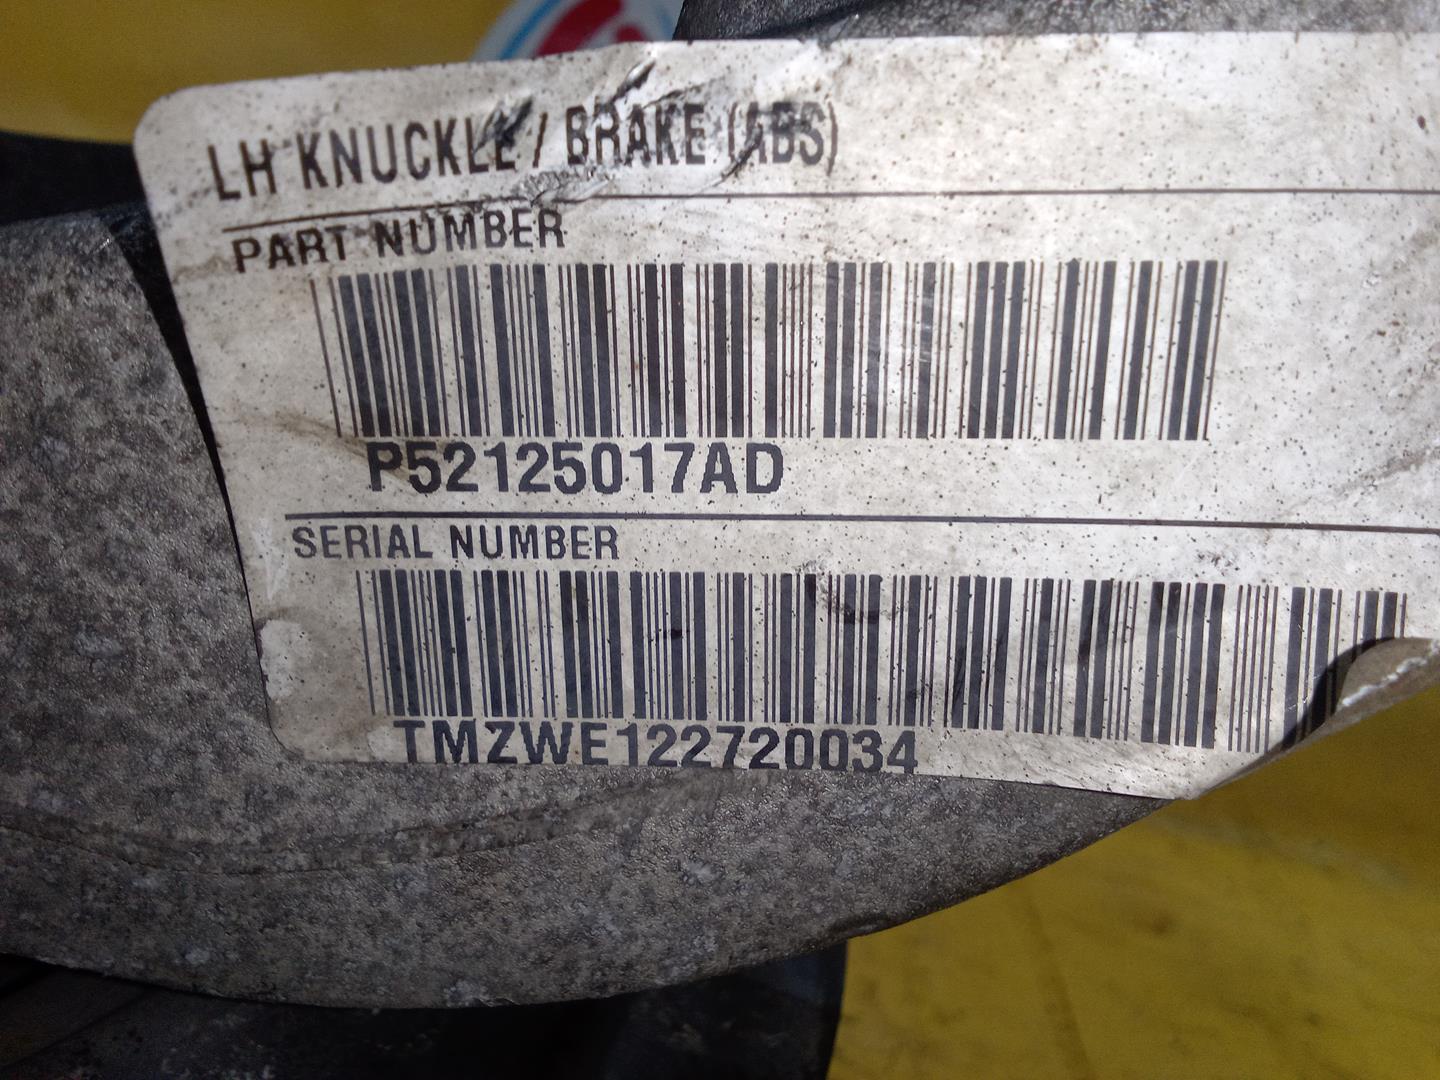 LH KNUCKLE / BRAKE (ABS)
PART NUMBER
P52125017AD
SERIAL NUMBER
TMZWE122720034